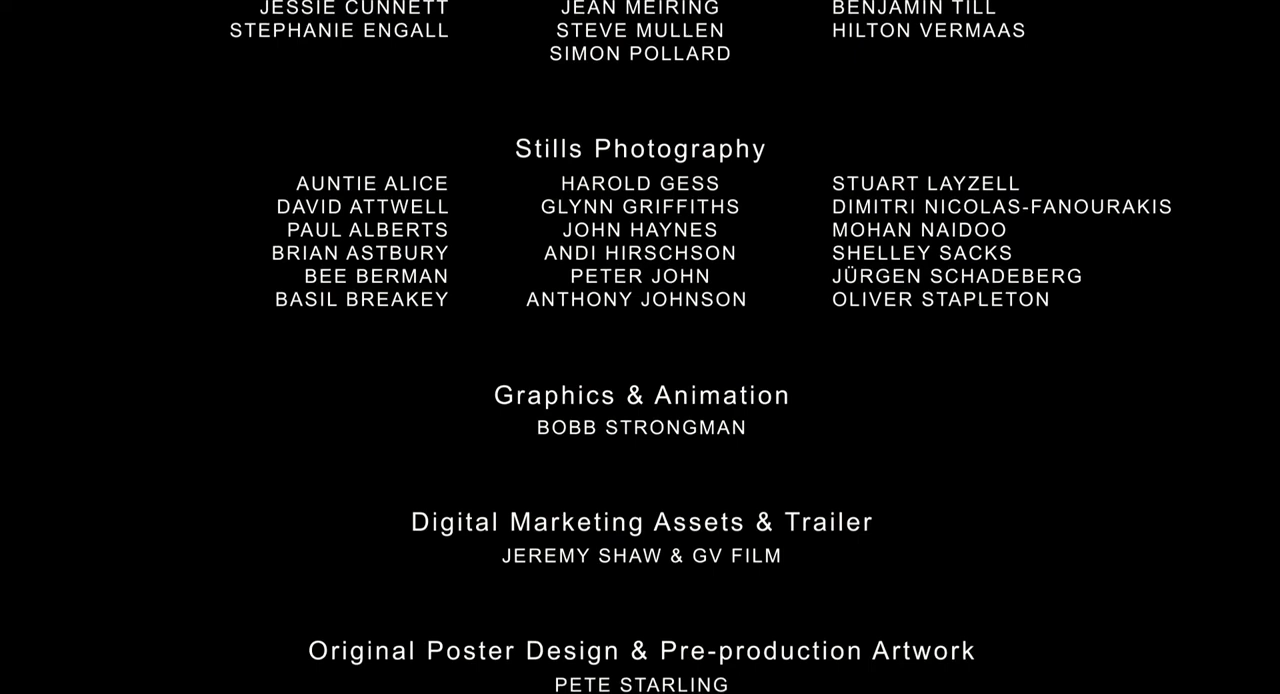 JESSIE CUNNETT JEAN MEIRING BENJAMIN TILL
STEPHANIE ENGALL STEVE MULLEN HILTON VERMAAS
SIMON POLLARD
Stills Photography
AUNTIE ALICE HAROLD GESS STUART LAYZELL
DAVID ATTWELL GLYNN GRIFFITHS DIMITRI NICOLAS-FANOURAKIS
PAUL ALBERTS JOHN HAYNES MOHAN NAIDOO
BRIAN ASTBURY ANDI HIRSCHSON SHELLEY SACKS
BEE BERMAN PETER JOHN JÜRGEN SCHADEBERG
BASIL BREAKEY ANTHONY JOHNSON OLIVER STAPLETON
Graphics & Animation
BOBB STRONGMAN
Digital Marketing Assets & Trailer
JEREMY SHAW & GV FILM
Original Poster Design & Pre-production Artwork
PETE STARLING